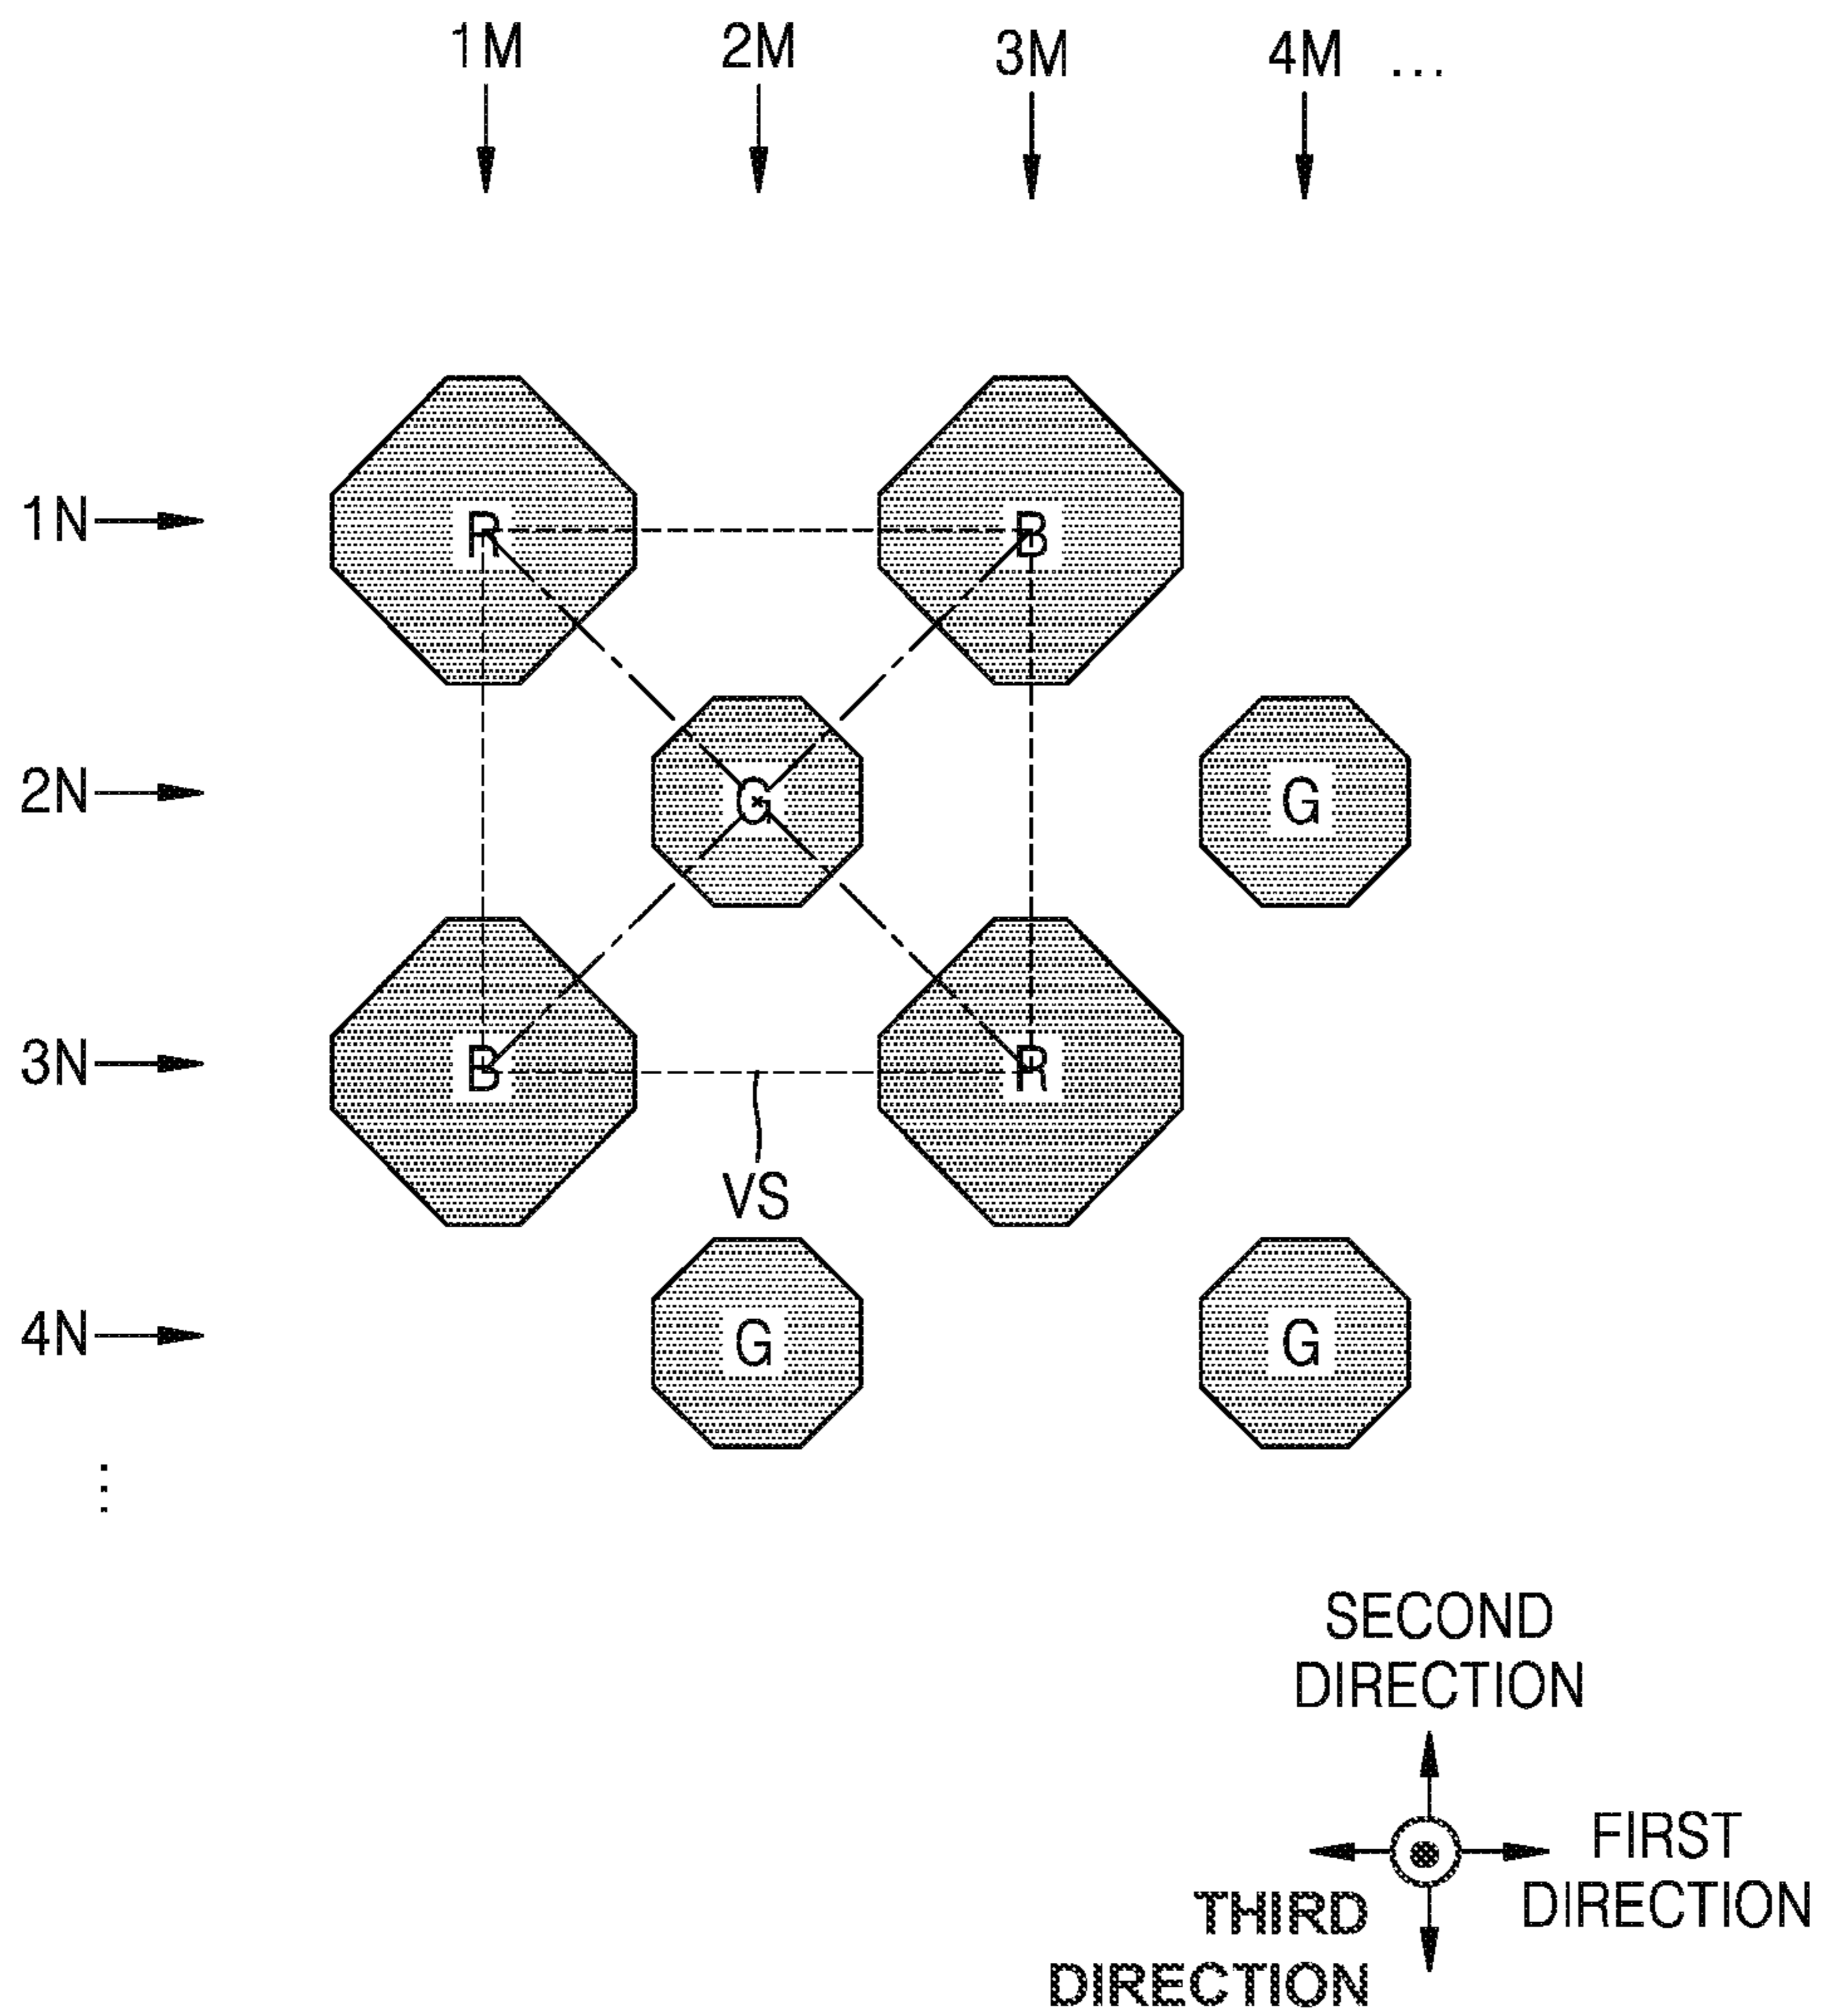 1M 2M 3M 4M ...
1N R B
2N G G
3N B R
VS
4N G G
⋮
SECOND
DIRECTION
FIRST
DIRECTION
THIRD
DIRECTION